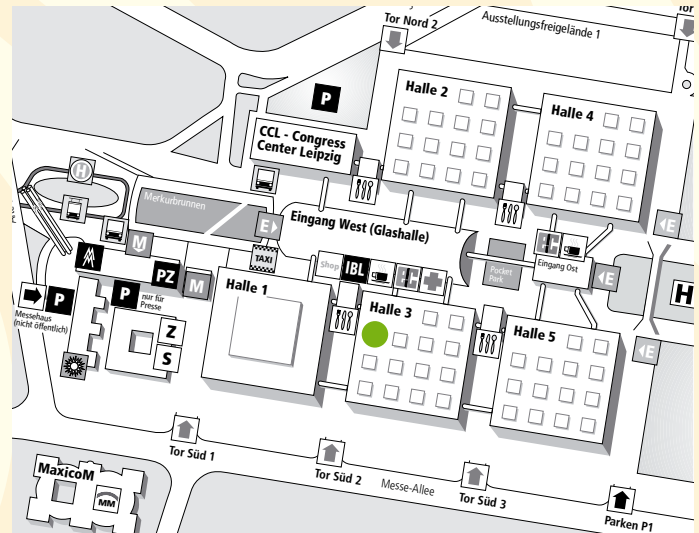 Tor Nord 2
Ausstellungsfreigelände 1
Tor
P
Halle 2
Halle 4
CCL - Congress
Center Leipzig
H
Merkurbrunnen
E
Eingang West (Glashalle)
E
M
TAXI
Shop
IBL
Pocket
Park
Eingang Ost
E
H
PZ
M
Halle 1
P
P
nur für
Presse
Messehaus
(nicht öffentlich)
Z
S
Halle 3
Halle 5
E
Tor Süd 1
Tor Süd 2
Messe-Allee
Tor Süd 3
Parken P1
MaxicoM
MM